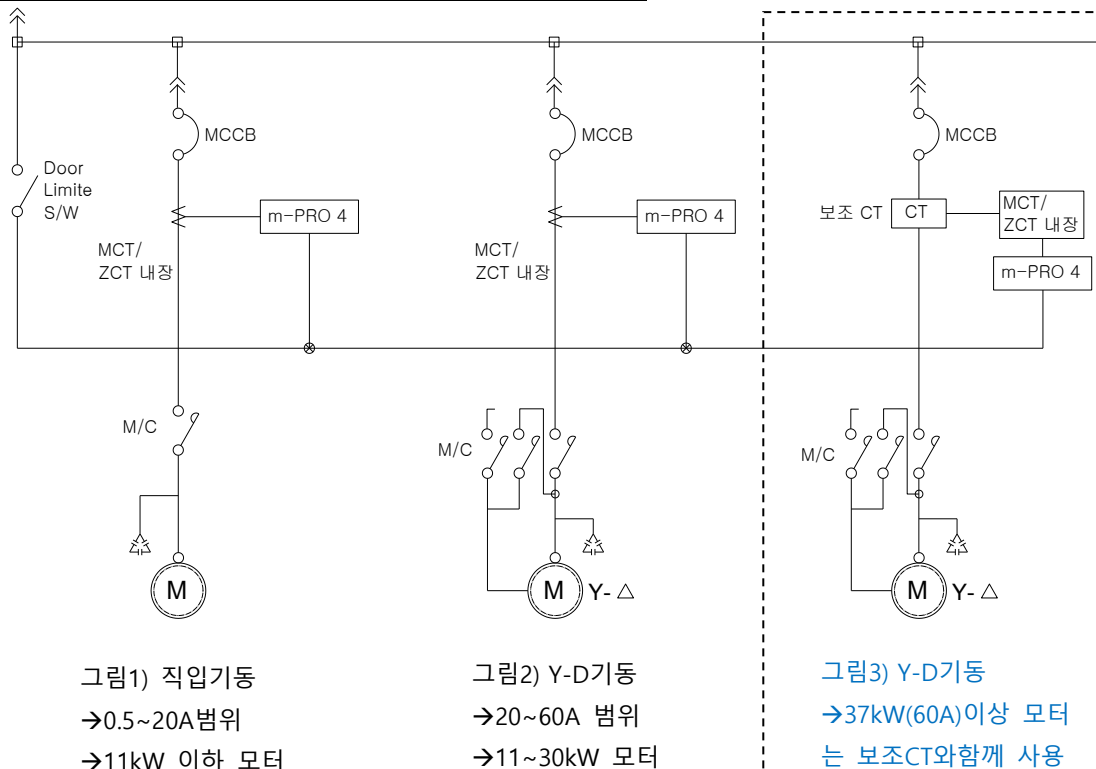 MCCB
MCCB
MCCB
Door
Limite
S/W
m-PRO 4
m-PRO 4
보조 CT
CT
MCT/
ZCT 내장
MCT/
ZCT 내장
MCT/
ZCT 내장
m-PRO 4
M/C
M/C
M/C
M
M
Y- △
M
Y- △
그림1) 직입기동
→0.5~20A범위
→11kW 이하 모터
그림2) Y-D기동
→20~60A 범위
→11~30kW 모터
그림3) Y-D기동
→37kW(60A)이상 모터
는 보조CT와함께 사용